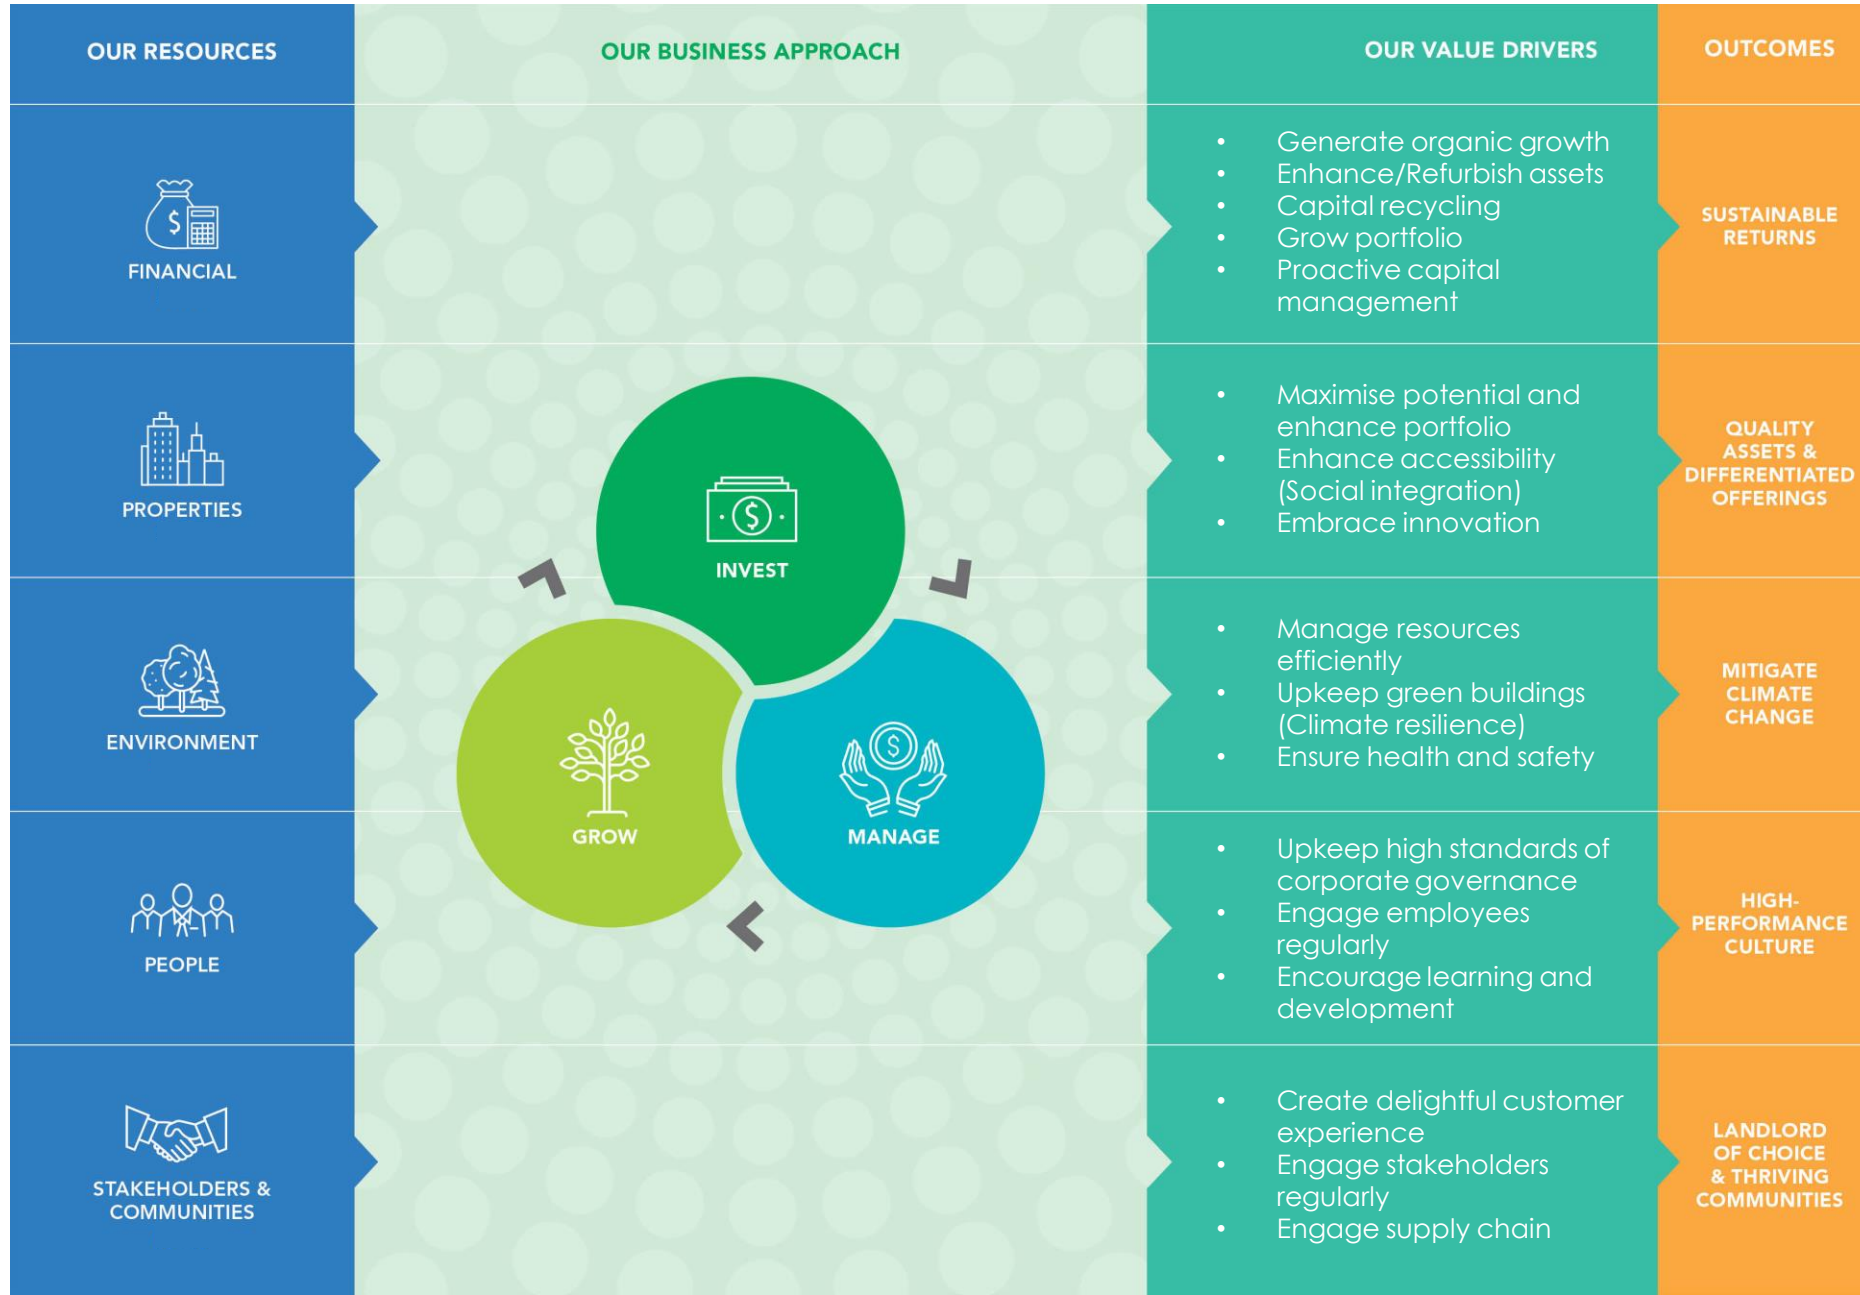 OUR RESOURCES
OUR BUSINESS APPROACH
OUR VALUE DRIVERS
OUTCOMES
FINANCIAL
• Generate organic growth
• Enhance/Refurbish assets
• Capital recycling
• Grow portfolio
• Proactive capital
management
SUSTAINABLE
RETURNS
PROPERTIES
• Maximise potential and
enhance portfolio
• Enhance accessibility
(Social integration)
• Embrace innovation
QUALITY
ASSETS &
DIFFERENTIATED
OFFERINGS
INVEST
ENVIRONMENT
• Manage resources
efficiently
• Upkeep green buildings
(Climate resilience)
• Ensure health and safety
MITIGATE
CLIMATE
CHANGE
GROW
MANAGE
PEOPLE
• Upkeep high standards of
corporate governance
• Engage employees
regularly
• Encourage learning and
development
HIGH-
PERFORMANCE
CULTURE
STAKEHOLDERS &
COMMUNITIES
• Create delightful customer
experience
• Engage stakeholders
regularly
• Engage supply chain
LANDLORD
OF CHOICE
& THRIVING
COMMUNITIES